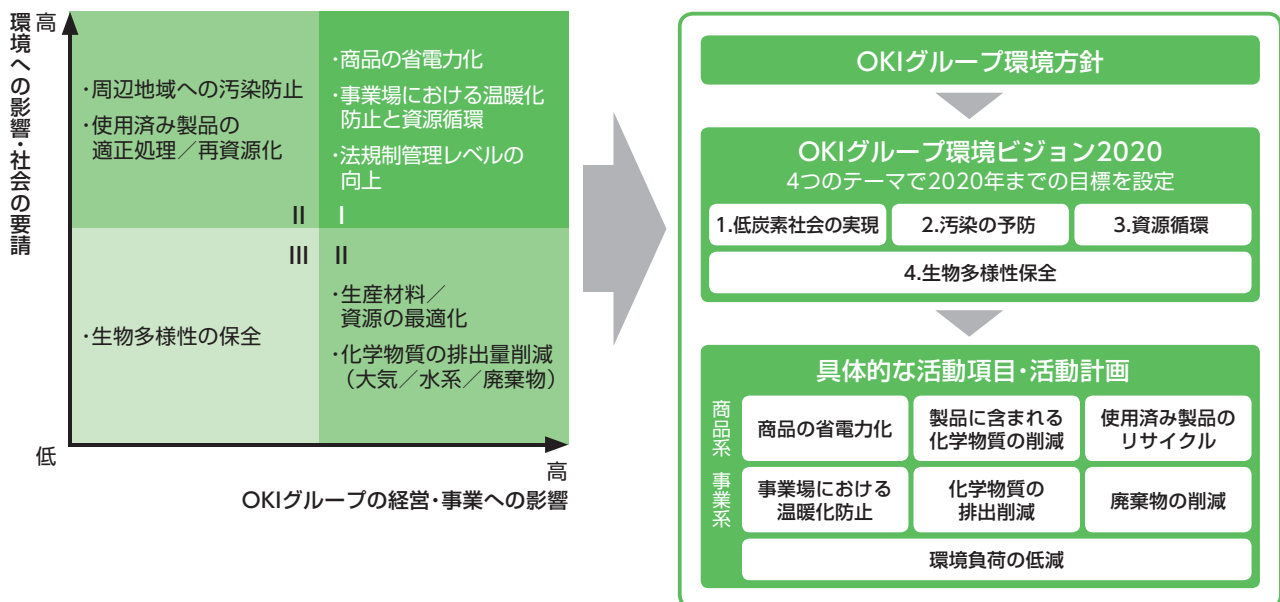 環境への影響・社会の要請
高
・周辺地域への汚染防止
・使用済み製品の
適正処理／再資源化
II
・商品の省電力化
・事業場における温暖化
防止と資源循環
・法規制管理レベルの
向上
I
III
・生物多様性の保全
II
・生産材料／
資源の最適化
・化学物質の排出量削減
（大気／水系／廃棄物）
低
高
OKIグループの経営・事業への影響
OKIグループ環境方針
OKIグループ環境ビジョン2020
4つのテーマで2020年までの目標を設定
1.低炭素社会の実現
2.汚染の予防
3.資源循環
4.生物多様性保全
具体的な活動項目・活動計画
商品系
商品の省電力化
製品に含まれる
化学物質の削減
使用済み製品の
リサイクル
事業系
事業場における
温暖化防止
化学物質の
排出削減
廃棄物の削減
環境負荷の低減